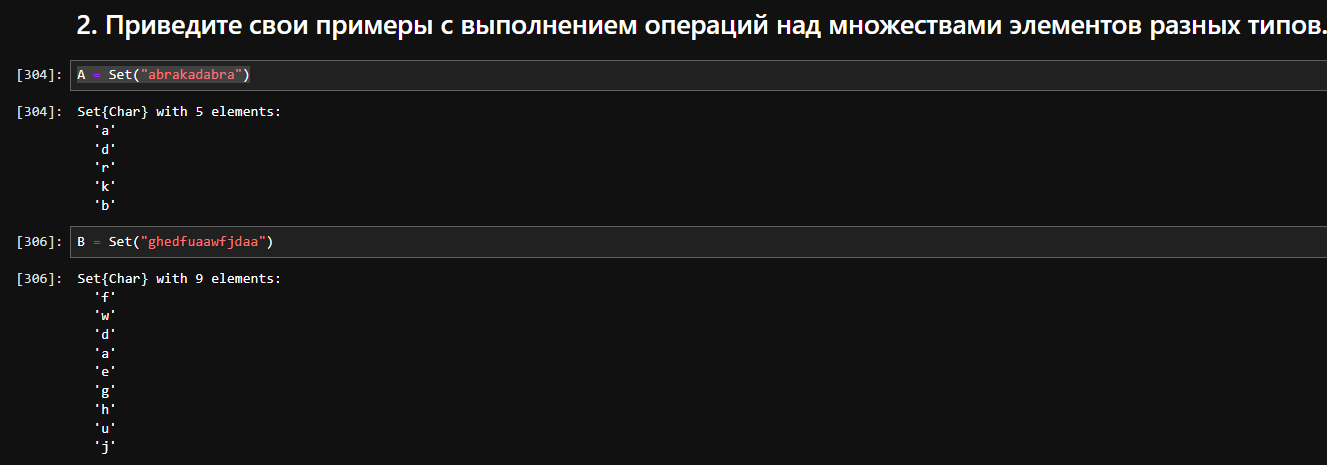 2. Приведите свои примеры с выполнением операций над множествами элементов разных типов.
[304]: A = Set("abrakadabra")
[304]: Set{Char} with 5 elements:
'a'
'd'
'r'
'k'
'b'
[306]: B = Set("ghedfuaawfjdaa")
[306]: Set{Char} with 9 elements:
'f'
'w'
'd'
'a'
'e'
'g'
'h'
'u'
'j'